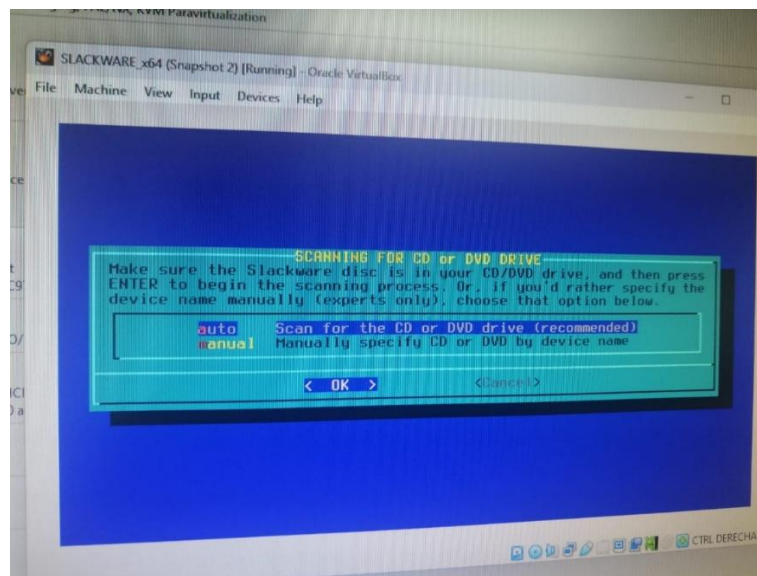 KVM Paravirtualization
SLACKWARE_x64 (Snapshot 2) [Running] - Oracle VirtualBox
File Machine View Input Devices Help
SCANNING FOR CD or DVD DRIVE
Make sure the Slackware disc is in your CD/DVD drive, and then press
ENTER to begin the scanning process. Or, if you'd rather specify the
device name manually (experts only), choose that option below.
auto Scan for the CD or DVD drive (recommended)
manual Manually specify CD or DVD by device name
< OK > <Cancel>
CTRL DERECHA